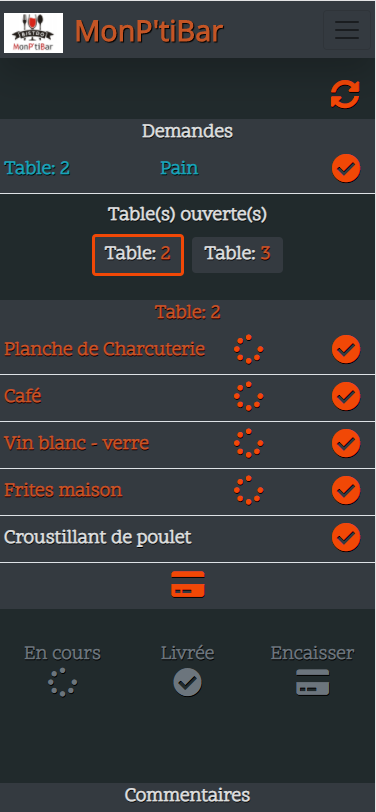 BISTRO
MonP'tiBar
MonP'tiBar
Demandes
Table: 2 Pain
Table(s) ouverte(s)
Table: 2 Table: 3
Table: 2
Planche de Charcuterie
Café
Vin blanc - verre
Frites maison
Croustillant de poulet
En cours Livrée Encaisser
Commentaires